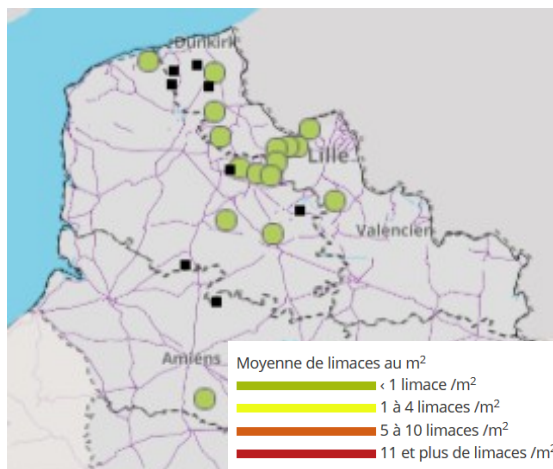 Dunkirk
Lille
Valencien
Amiens
Moyenne de limaces au m²
< 1 limace /m²
1 à 4 limaces /m²
5 à 10 limaces /m²
11 et plus de limaces /m²